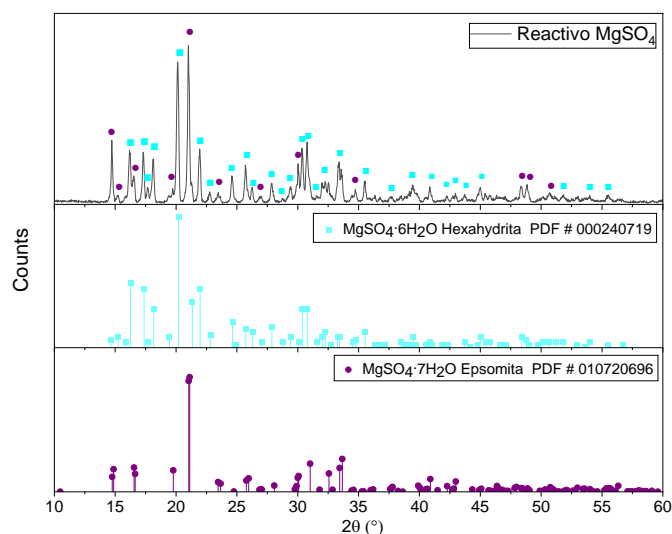 Reactivo MgSO₄
MgSO₄·6H₂O Hexahydrita PDF # 000240719
MgSO₄·7H₂O Epsomita PDF # 010720696
Counts
10 15 20 25 30 35 40 45 50 55 60
2θ (°)